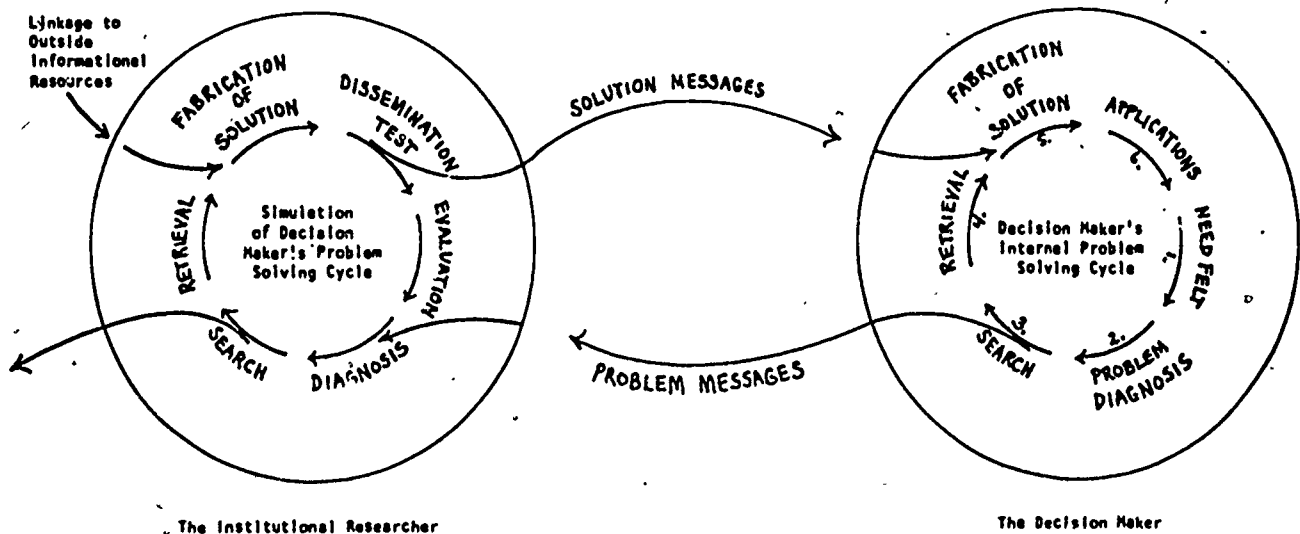 Linkage to
Outside
Informational
Resources
FABRICATION
OF
SOLUTION
DISSEMINATION
TEST
EVALUATION
DIAGNOSIS
SEARCH
RETRIEVAL
Simulation
of Decision
Maker's Problem
Solving Cycle
SOLUTION MESSAGES
PROBLEM MESSAGES
FABRICATION
OF
SOLUTION
5.
APPLICATIONS
6.
NEED FELT
1.
2.
PROBLEM
DIAGNOSIS
3.
SEARCH
RETRIEVAL
4.
Decision Maker's
Internal Problem
Solving Cycle
The Institutional Researcher
The Decision Maker